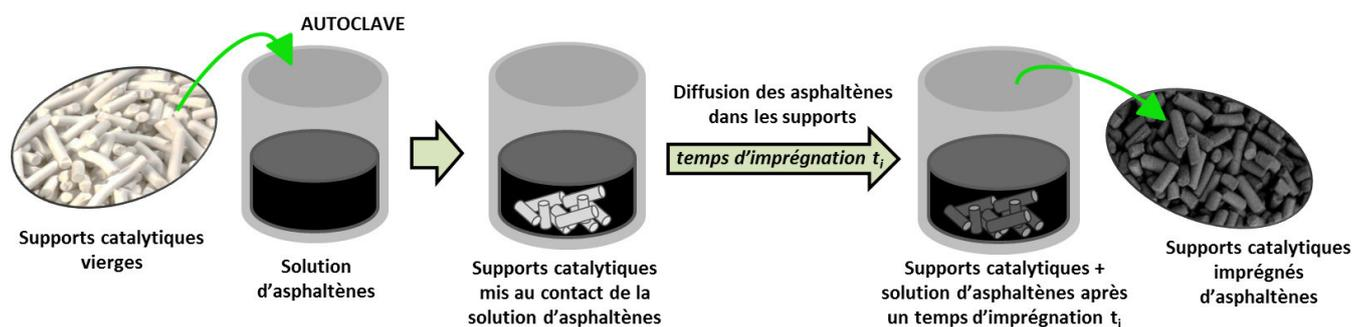 AUTOCLAVE
Supports catalytiques
vierges
Solution
d’asphaltènes
Supports catalytiques
mis au contact de la
solution d’asphaltènes
Diffusion des asphaltènes
dans les supports
temps d’imprégnation ti
Supports catalytiques +
solution d’asphaltènes après
un temps d’imprégnation ti
Supports catalytiques
imprégnés
d’asphaltènes